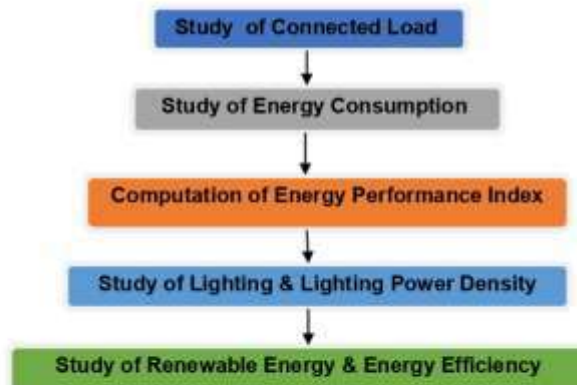 Study of Connected Load
Study of Energy Consumption
Computation of Energy Performance Index
Study of Lighting & Lighting Power Density
Study of Renewable Energy & Energy Efficiency